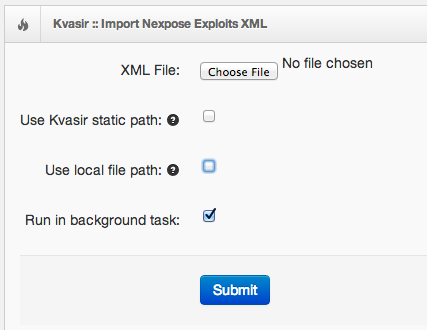 Kvasir :: Import Nexpose Exploits XML
XML File: Choose File No file chosen
Use Kvasir static path: ?
Use local file path: ?
Run in background task:
Submit